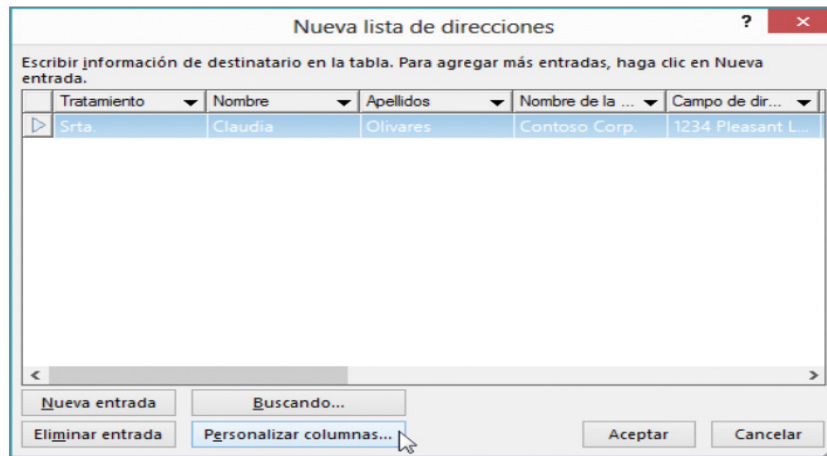 Nueva lista de direcciones
?
Escribir información de destinatario en la tabla. Para agregar más entradas, haga clic en Nueva
entrada.
Tratamiento Nombre Apellidos Nombre de la ... Campo de dir...
Srta. Claudia Olivares Contoso Corp. 1234 Pleasant L...
Nueva entrada Buscando...
Eliminar entrada Personalizar columnas... Aceptar Cancelar